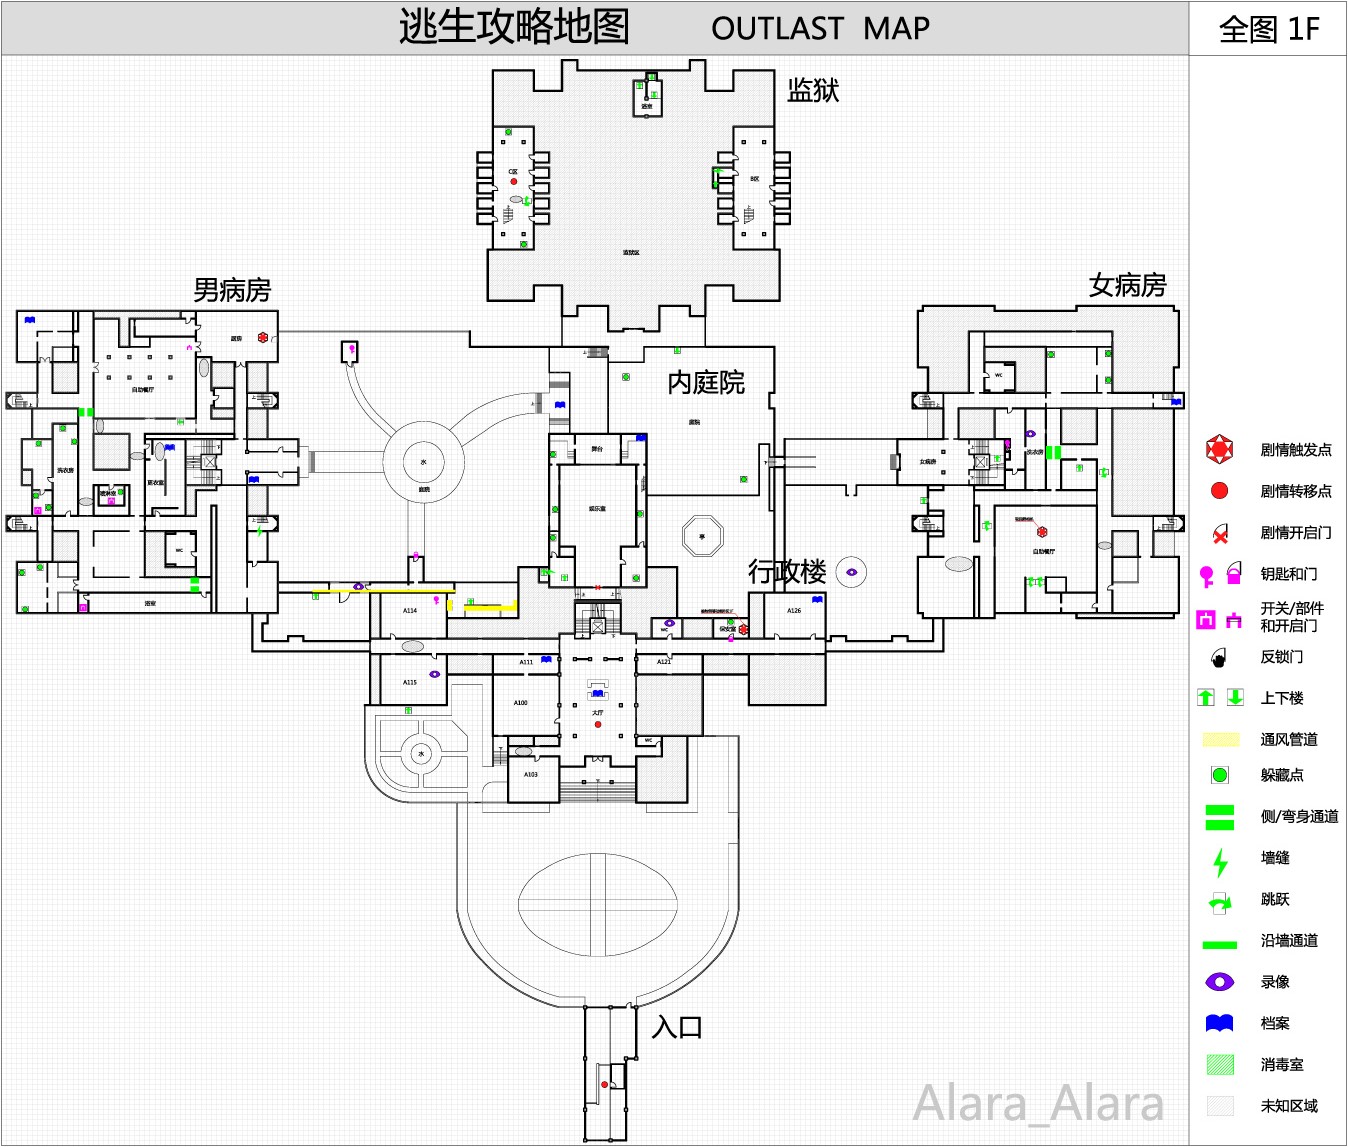 逃生攻略地图 OUTLAST MAP
全图 1F
监狱
浴室
C区
B区
上
上
监狱区
男病房
女病房
内庭院
厨房
自助餐厅
WC
庭院
水
庭院
舞台
女病房
洗衣房
洗衣房
更衣室
喷淋室
娱乐室
亭
自助餐厅
WC
行政楼
浴室
A114
A126
WC
保安室
A111
A121
A115
A100
大厅
水
WC
A103
下
入口
剧情触发点
剧情转移点
剧情开启门
钥匙和门
开关/部件
和开启门
反锁门
上下楼
通风管道
躲藏点
侧/弯身通道
墙缝
跳跃
沿墙通道
录像
档案
消毒室
未知区域
Alara_Alara